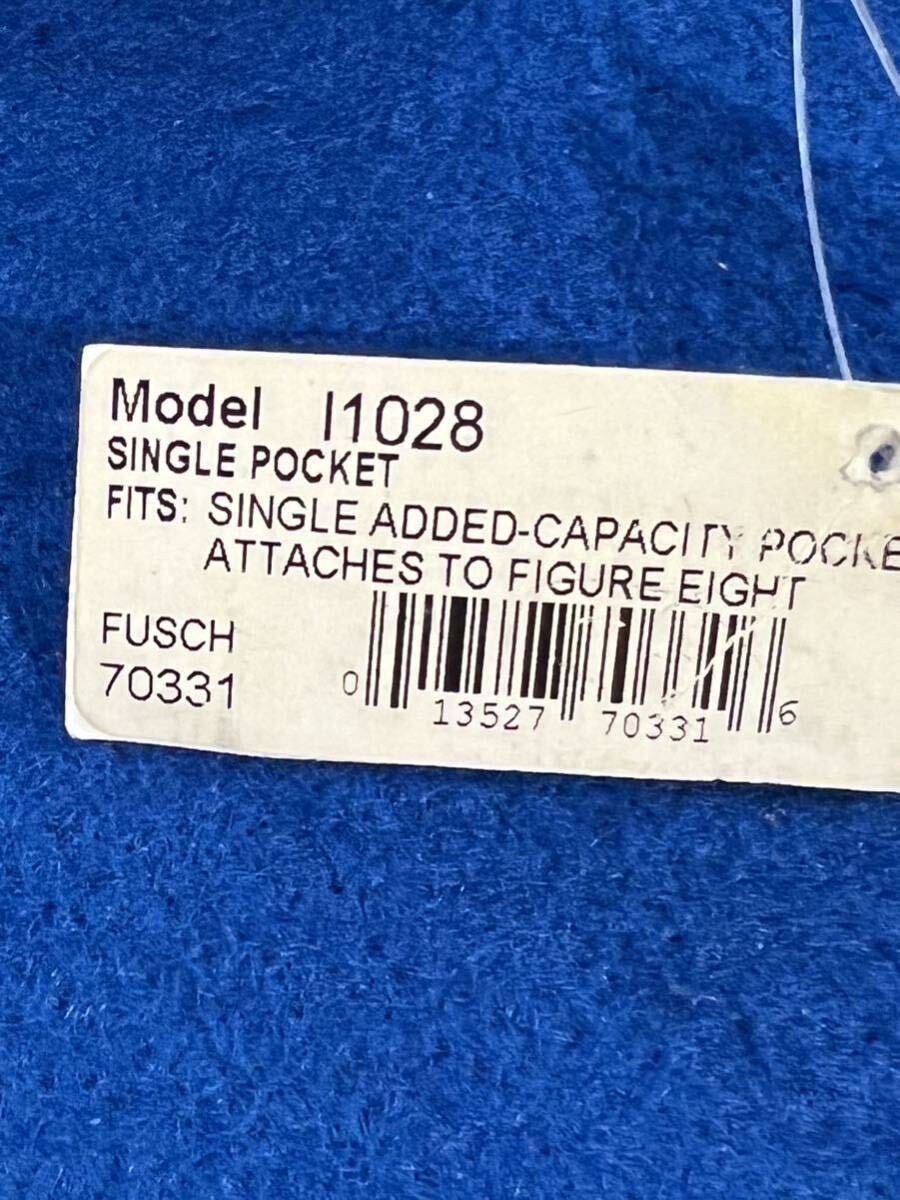 Model I1028
SINGLE POCKET
FITS: SINGLE ADDED-CAPACITY POCKE
ATTACHES TO FIGURE EIGHT
FUSCH
70331
0 13527 70331 6